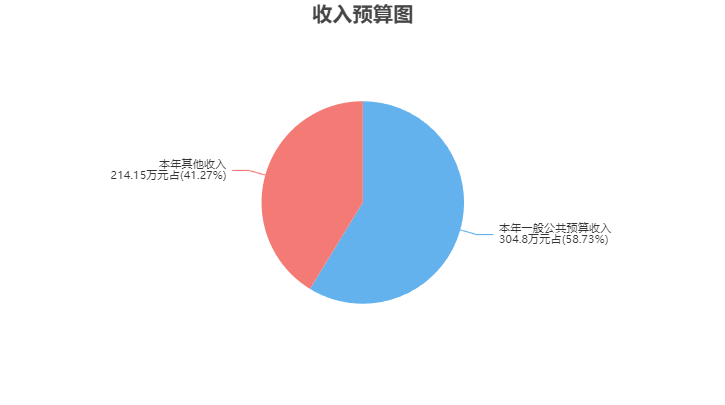 收入预算图
本年其他收入
214.15万元占(41.27%)
本年一般公共预算收入
304.8万元占(58.73%)